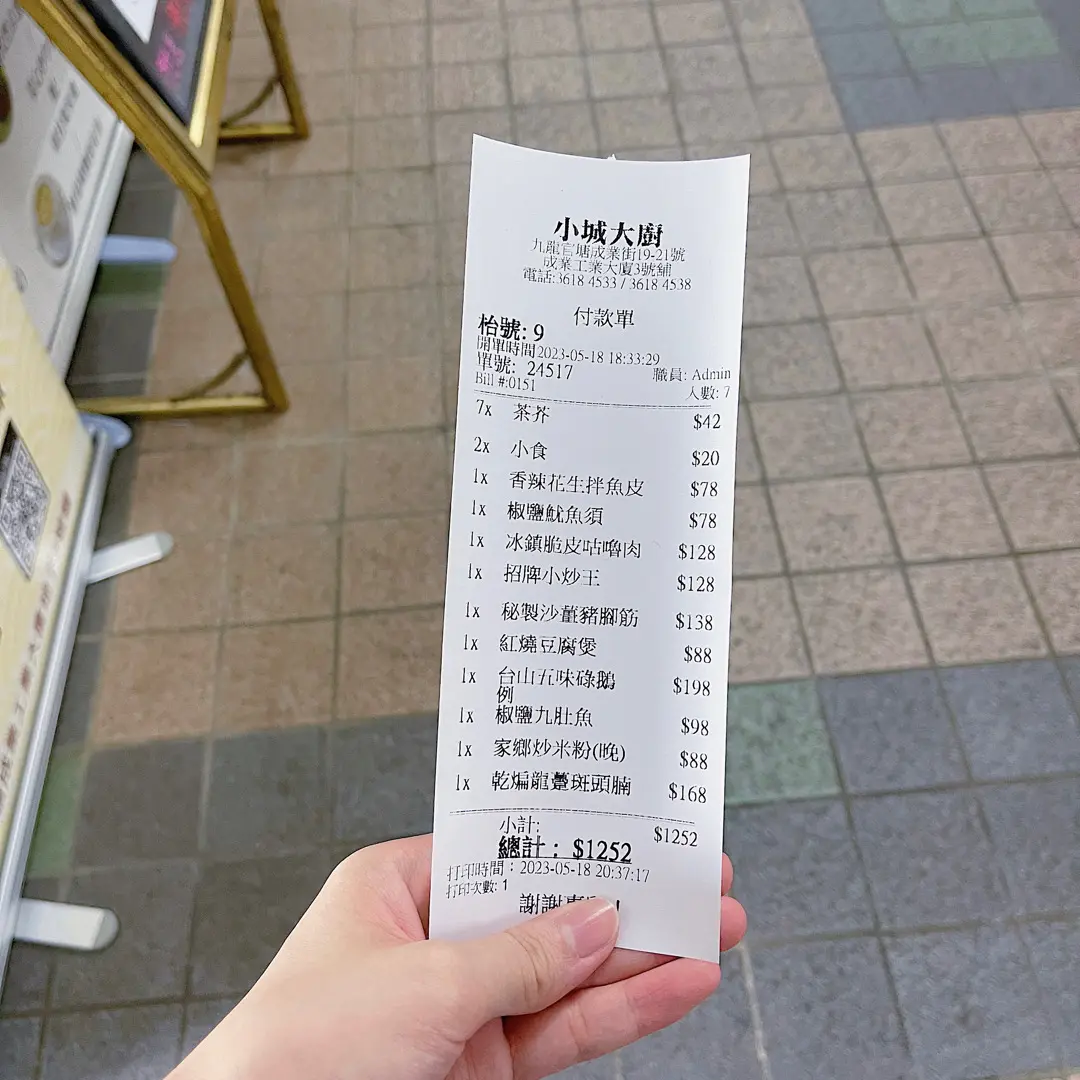 小城大廚
九龍官塘成業街19-21號
成業工業大廈3號舖
電話:3618 4533 / 3618 4538
付款單
枱號: 9
開單時間2023-05-18 18:33:29
單號: 24517 職員: Admin
Bill #:0151 人數: 7
7x 茶芥 $42
2x 小食 $20
1x 香辣花生拌魚皮 $78
1x 椒鹽魷魚須 $78
1x 冰鎮脆皮咕嚕肉 $128
1x 招牌小炒王 $128
1x 秘製沙薑豬腳筋 $138
1x 紅燒豆腐煲 $88
1x 台山五味碌鵝 $198
例
1x 椒鹽九肚魚 $98
1x 家鄉炒米粉(晚) $88
1x 乾煸龍躉斑頭腩 $168
小計: $1252
總計： $1252
打印時間：2023-05-18 20:37:17
打印次數: 1
謝謝